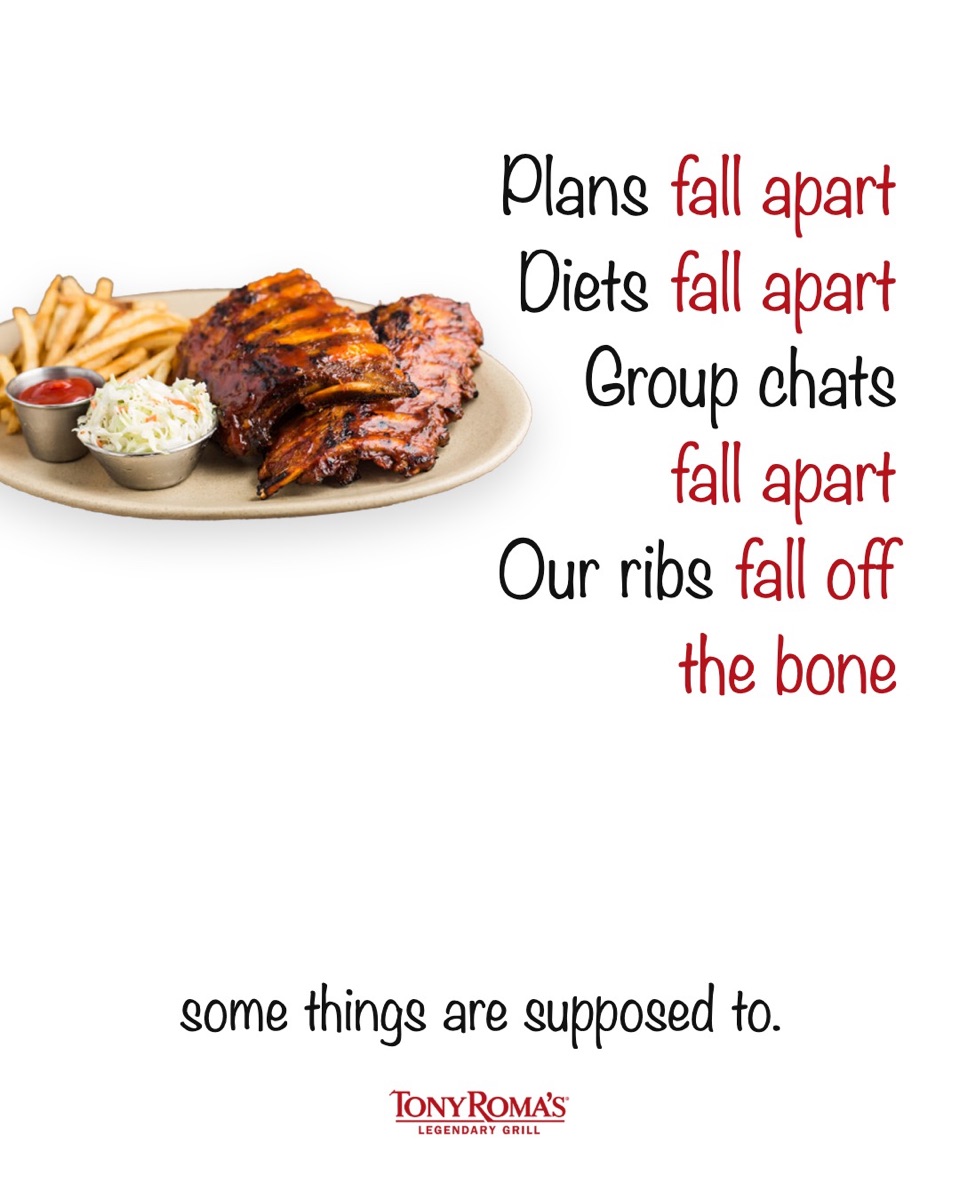 Plans fall apart
Diets fall apart
Group chats
fall apart
Our ribs fall off
the bone
some things are supposed to.
TONY ROMA'S
LEGENDARY GRILL